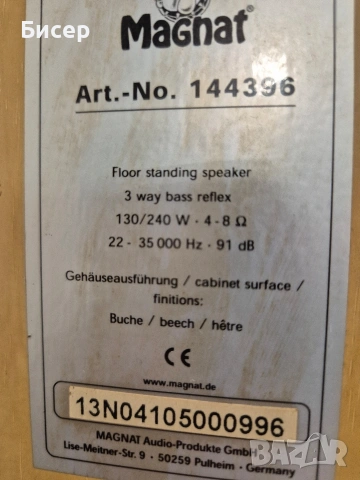 Бисер
Magnat®
Art.-No. 144396
Floor standing speaker
3 way bass reflex
130/240 W - 4-8 Ω
22 - 35 000 Hz - 91 dB
Gehäuseausführung / cabinet surface /
finitions:
Buche / beech / hêtre
CE
www.magnat.de
13N04105000996
MAGNAT Audio-Produkte GmbH
Lise-Meitner-Str. 9 - 50259 Pulheim - Germany
BAZAR